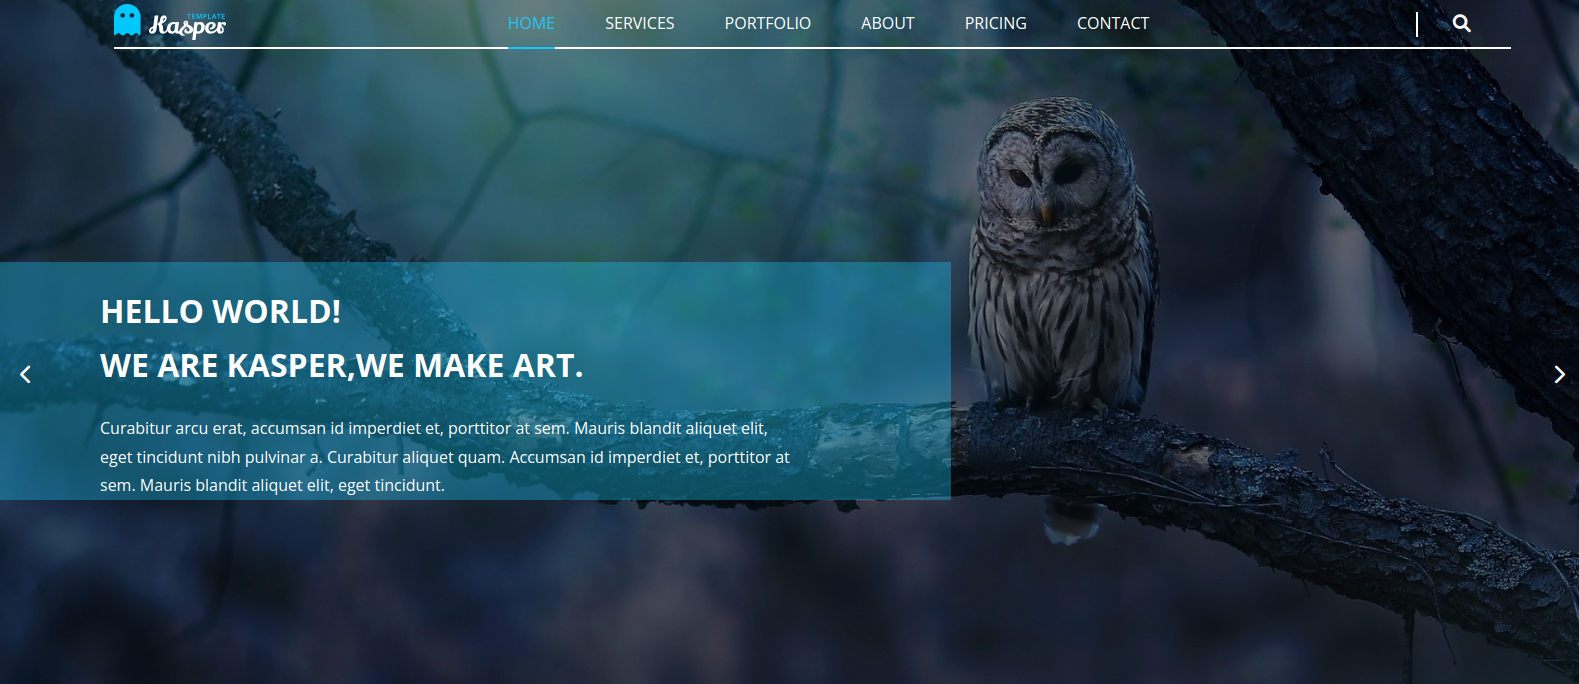 TEMPLATE
Kasper
HOME SERVICES PORTFOLIO ABOUT PRICING CONTACT
HELLO WORLD!
WE ARE KASPER,WE MAKE ART.
Curabitur arcu erat, accumsan id imperdiet et, porttitor at sem. Mauris blandit aliquet elit,
eget tincidunt nibh pulvinar a. Curabitur aliquet quam. Accumsan id imperdiet et, porttitor at
sem. Mauris blandit aliquet elit, eget tincidunt.